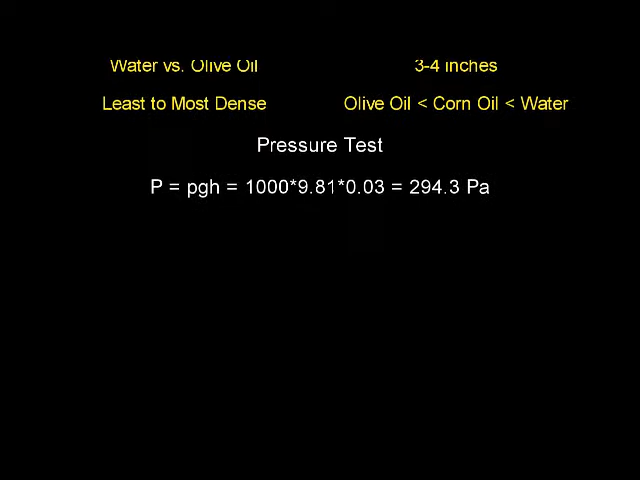 Water vs. Olive Oil 3-4 inches
Least to Most Dense Olive Oil < Corn Oil < Water
Pressure Test
P = pgh = 1000*9.81*0.03 = 294.3 Pa